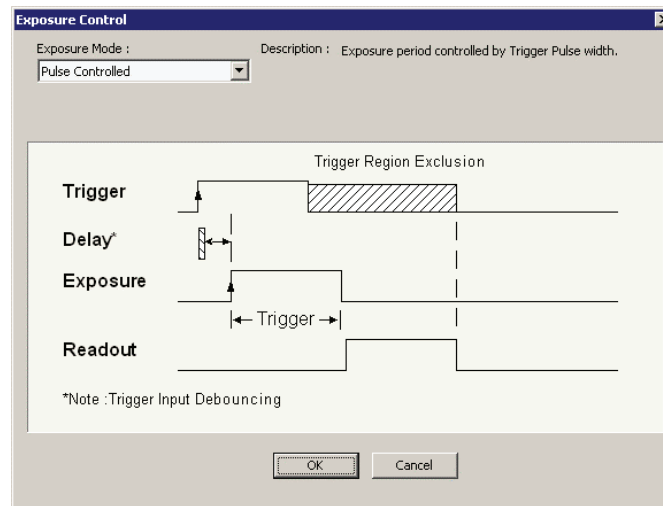 Exposure Control
Exposure Mode :
Description : Exposure period controlled by Trigger Pulse width.
Pulse Controlled
Trigger Region Exclusion
Trigger
Delay*
Exposure
Trigger
Readout
*Note :Trigger Input Debouncing
OK
Cancel